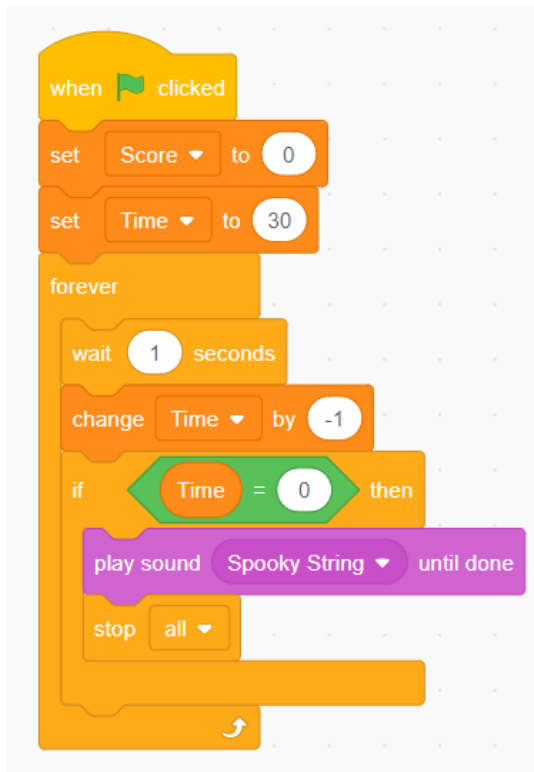 when clicked
set Score to 0
set Time to 30
forever
wait 1 seconds
change Time by -1
if Time = 0 then
play sound Spooky String until done
stop all